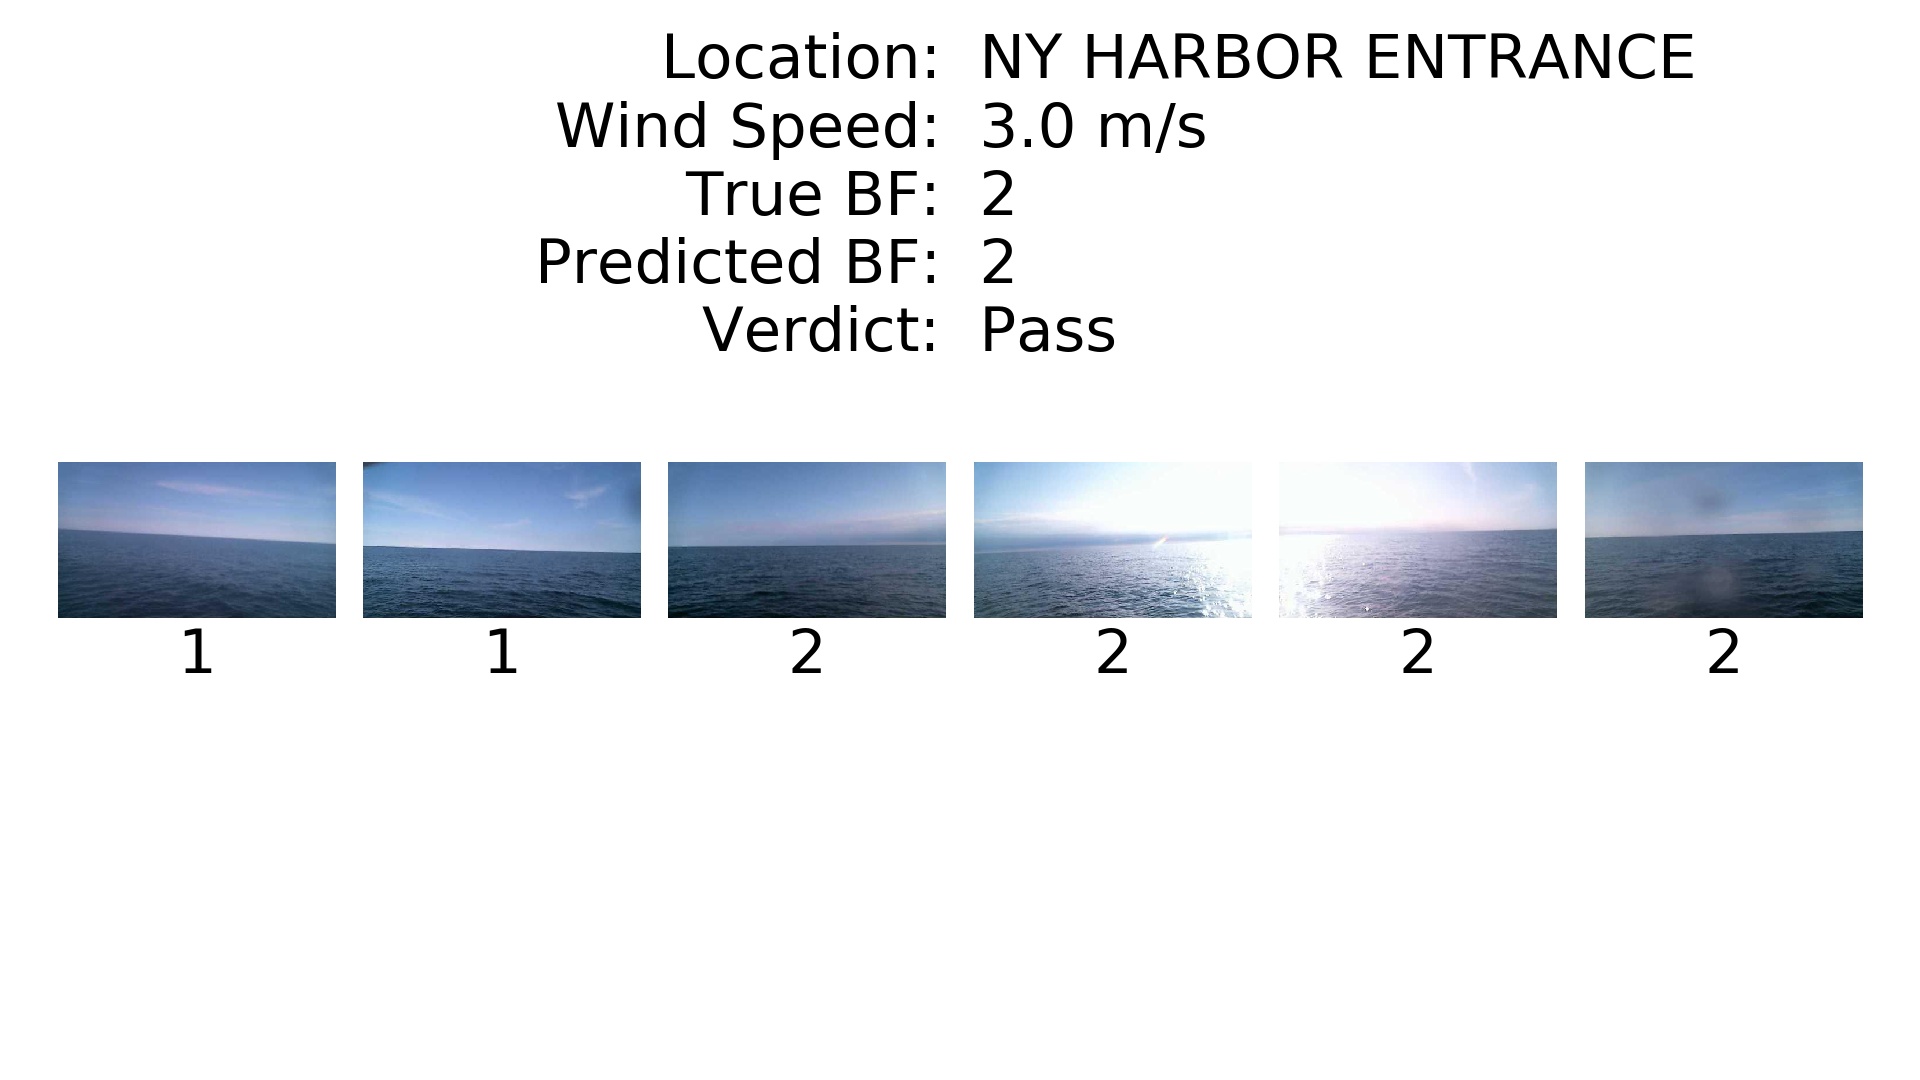 Location: NY HARBOR ENTRANCE
Wind Speed: 3.0 m/s
True BF: 2
Predicted BF: 2
Verdict: Pass
1 1 2 2 2 2